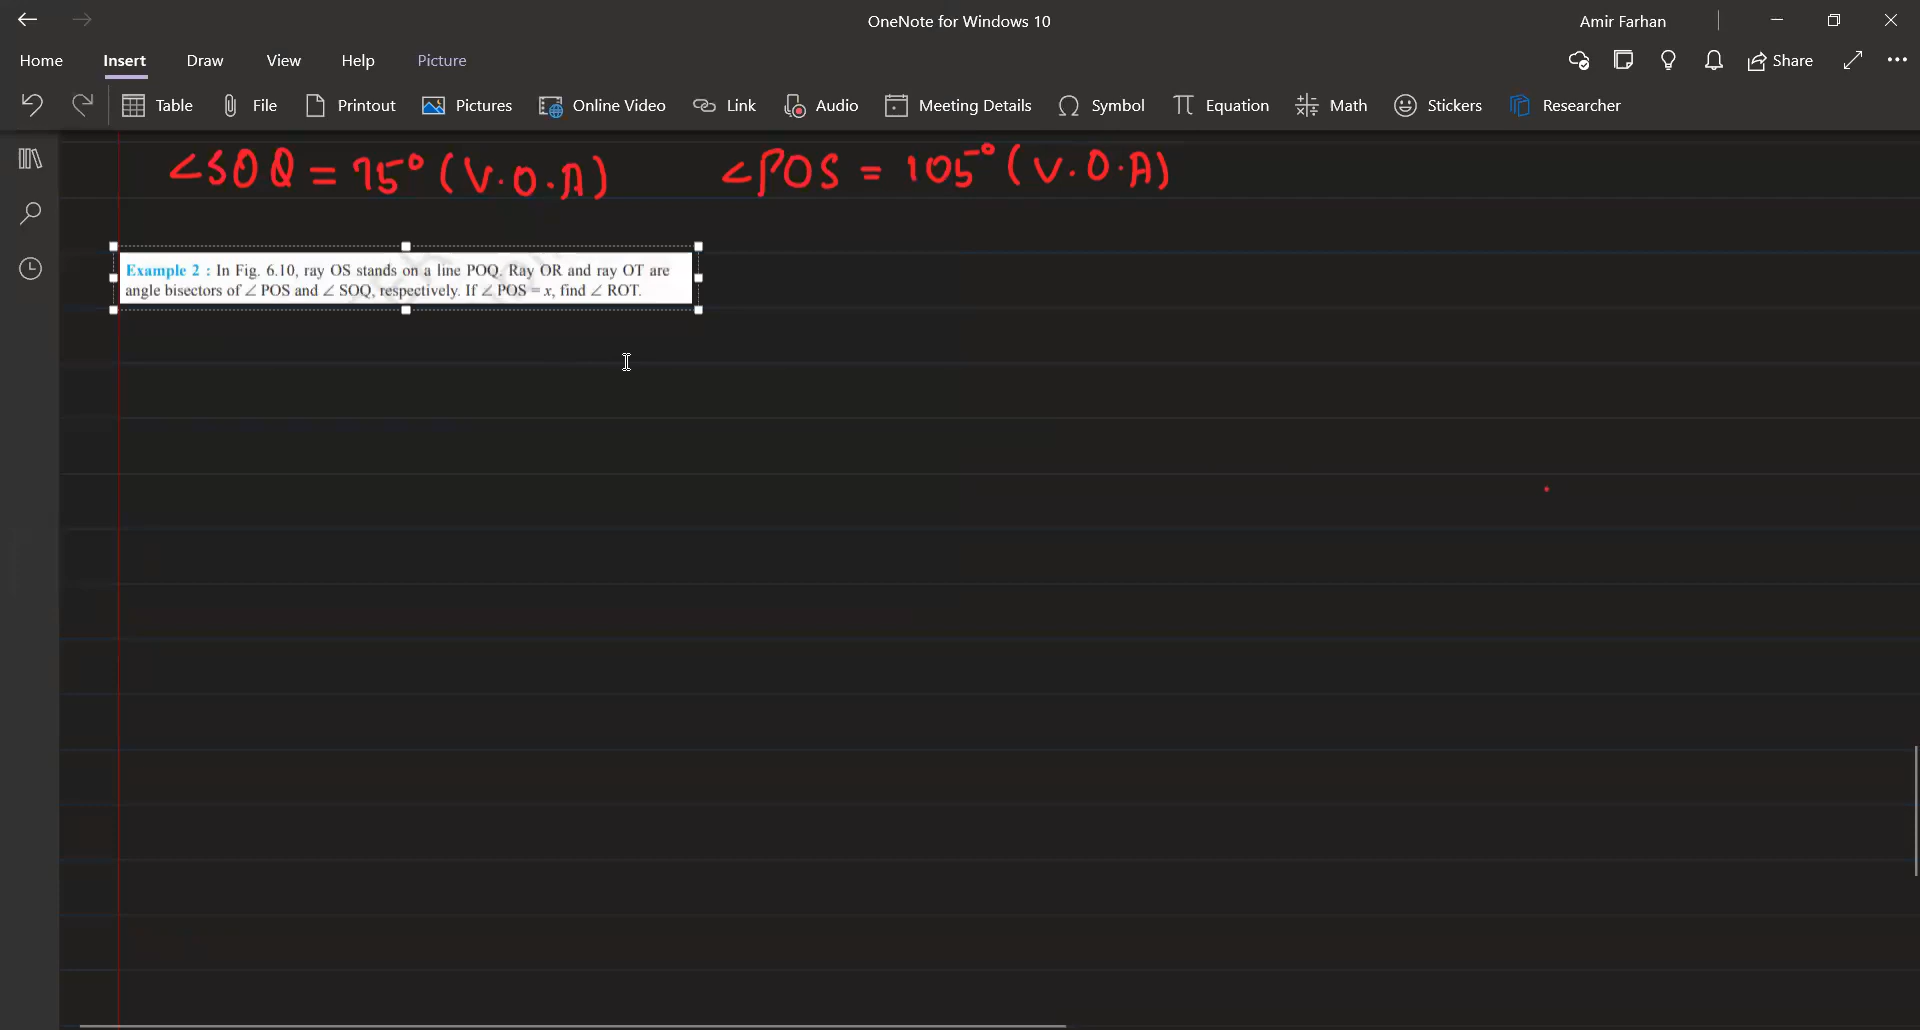 OneNote for Windows 10
Amir Farhan
Home Insert Draw View Help Picture
Share
Table File Printout Pictures Online Video Link Audio Meeting Details Symbol Equation Math Stickers Researcher
∠SOQ = 75° (V.O.A) ∠POS = 105° (V.O.A)
Example 2 : In Fig. 6.10, ray OS stands on a line POQ. Ray OR and ray OT are
angle bisectors of ∠ POS and ∠ SOQ, respectively. If ∠ POS = x, find ∠ ROT.